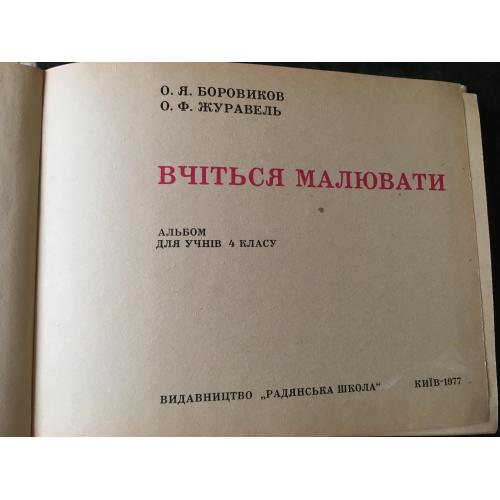 О. Я. БОРОВИКОВ
О. Ф. ЖУРАВЕЛЬ
ВЧІТЬСЯ МАЛЮВАТИ
АЛЬБОМ
ДЛЯ УЧНІВ 4 КЛАСУ
ВИДАВНИЦТВО „РАДЯНСЬКА ШКОЛА" КИЇВ–1977